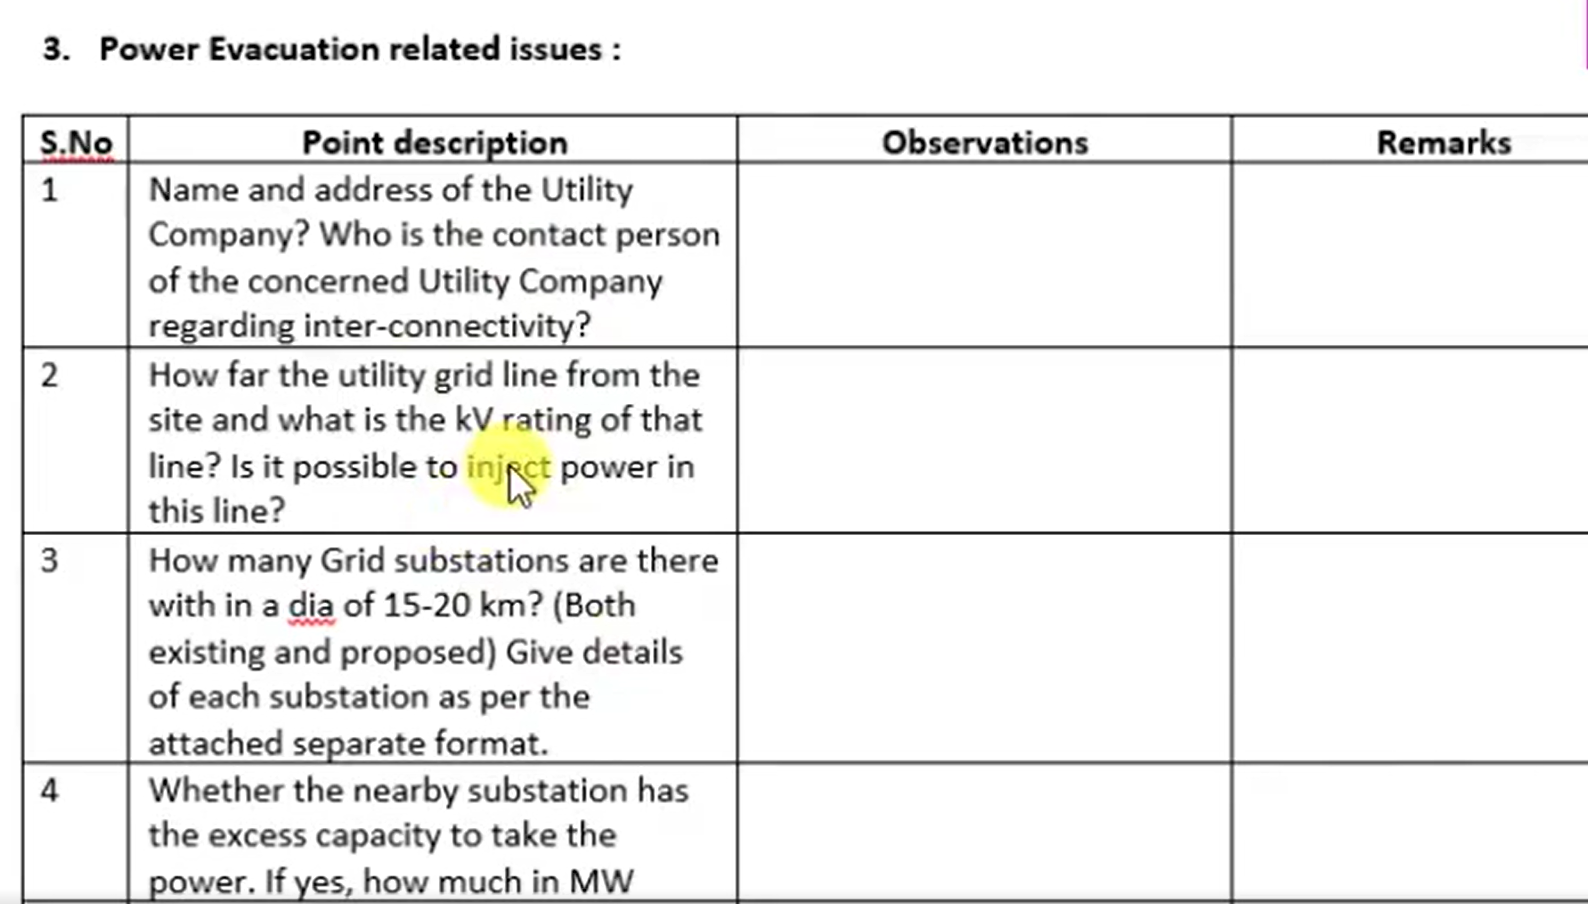 3. Power Evacuation related issues :
S.No Point description Observations Remarks
1 Name and address of the Utility
Company? Who is the contact person
of the concerned Utility Company
regarding inter-connectivity?
2 How far the utility grid line from the
site and what is the kV rating of that
line? Is it possible to inject power in
this line?
3 How many Grid substations are there
with in a dia of 15-20 km? (Both
existing and proposed) Give details
of each substation as per the
attached separate format.
4 Whether the nearby substation has
the excess capacity to take the
power. If yes, how much in MW